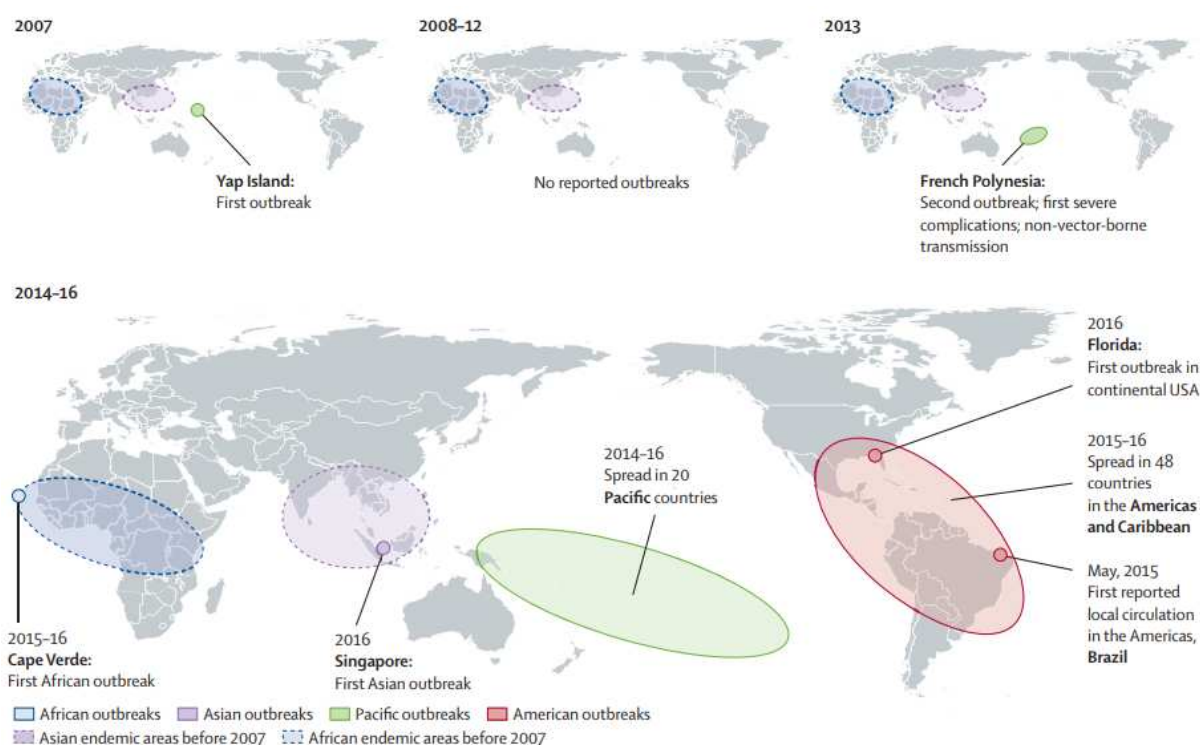 2007
2008–12
2013
Yap Island:
First outbreak
No reported outbreaks
French Polynesia:
Second outbreak; first severe
complications; non-vector-borne
transmission
2014–16
2016
Florida:
First outbreak in
continental USA
2015–16
Spread in 48
countries
in the Americas
and Caribbean
2014–16
Spread in 20
Pacific countries
May, 2015
First reported
local circulation
in the Americas,
Brazil
2015–16
Cape Verde:
First African outbreak
2016
Singapore:
First Asian outbreak
African outbreaks Asian outbreaks Pacific outbreaks American outbreaks
Asian endemic areas before 2007 African endemic areas before 2007